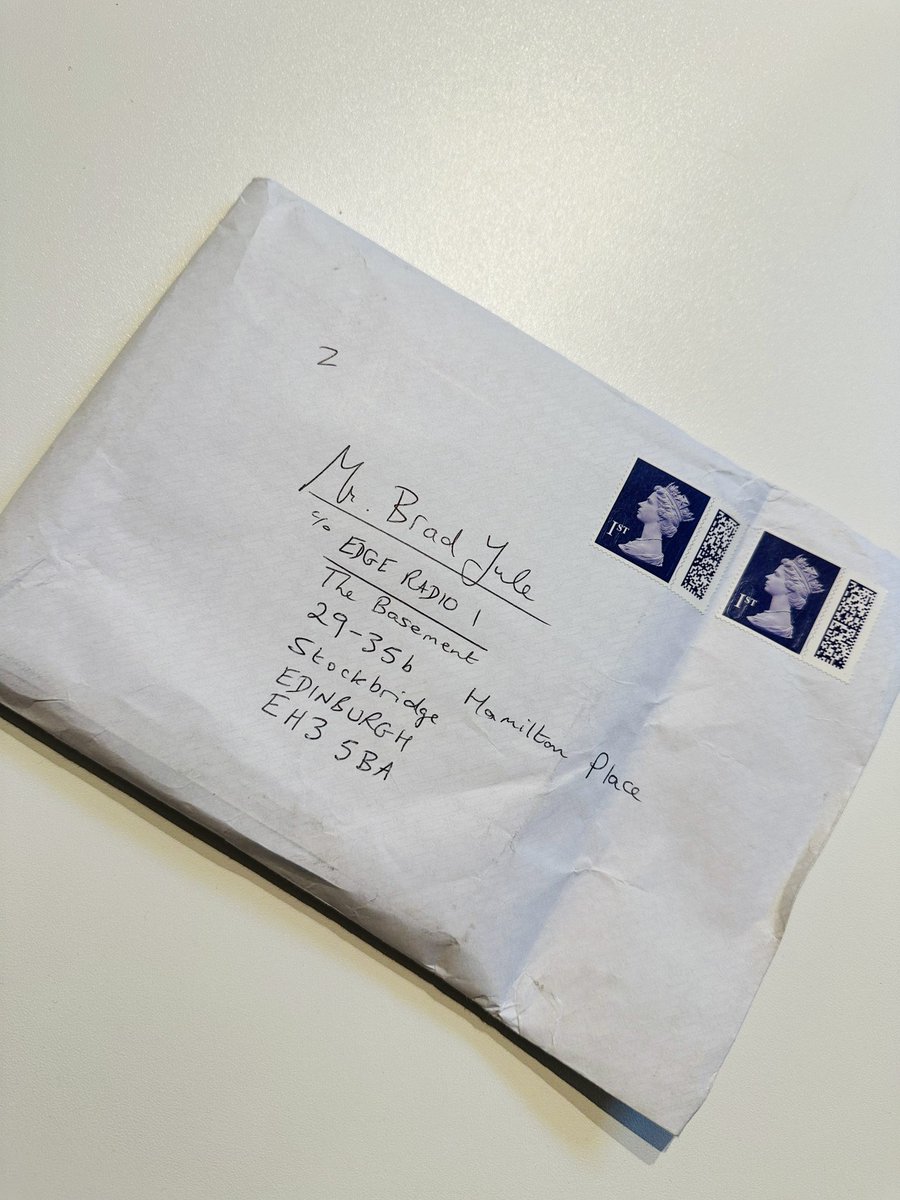 2
Mr. Brad Yule
c/o EDGE RADIO 1
The Basement
29-35b Hamilton Place
Stockbridge
EDINBURGH
EH3 5BA
1ST
1ST